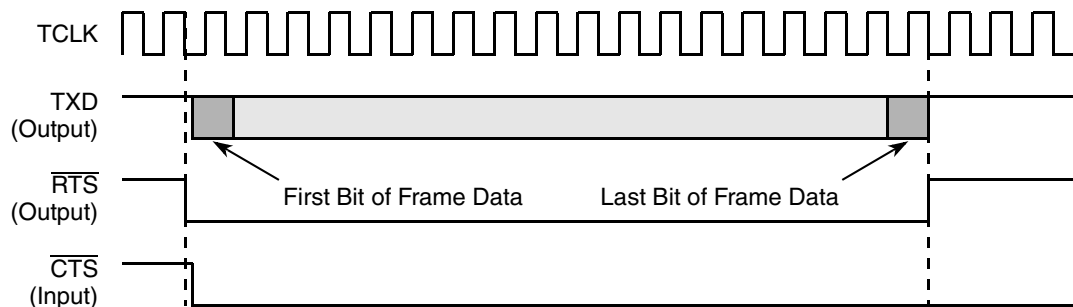 TCLK
TXD
(Output)
RTS
(Output)
First Bit of Frame Data
Last Bit of Frame Data
CTS
(Input)